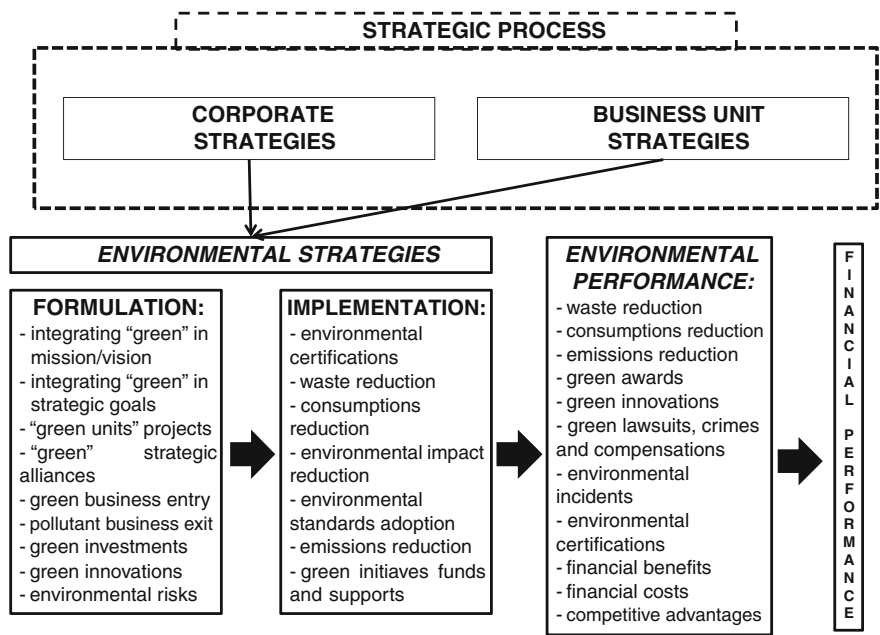 STRATEGIC PROCESS
CORPORATE
STRATEGIES
BUSINESS UNIT
STRATEGIES
ENVIRONMENTAL STRATEGIES
FORMULATION:
- integrating “green” in
mission/vision
- integrating “green” in
strategic goals
- “green units” projects
- “green” strategic
alliances
- green business entry
- pollutant business exit
- green investments
- green innovations
- environmental risks
IMPLEMENTATION:
- environmental
certifications
- waste reduction
- consumptions
reduction
- environmental impact
reduction
- environmental
standards adoption
- emissions reduction
- green initiaves funds
and supports
ENVIRONMENTAL
PERFORMANCE:
- waste reduction
- consumptions reduction
- emissions reduction
- green awards
- green innovations
- green lawsuits, crimes
and compensations
- environmental
incidents
- environmental
certifications
- financial benefits
- financial costs
- competitive advantages
FINANCIAL PERFORMANCE